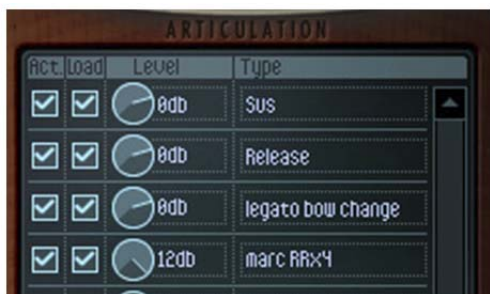 ARTICULATION
Act. Load Level Type
0db Sus
0db Release
0db legato bow change
12db marc RRx4